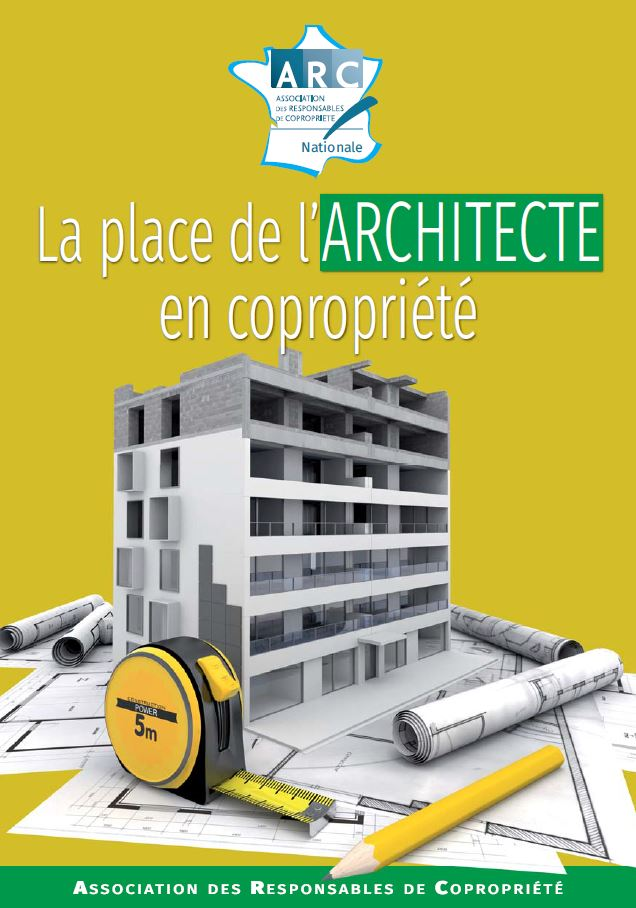 ARC
ASSOCIATION
DES RESPONSABLES
DE COPROPRIETE
Nationale
La place de l'ARCHITECTE
en copropriété
POWER
5m
ASSOCIATION DES RESPONSABLES DE COPROPRIÉTÉ